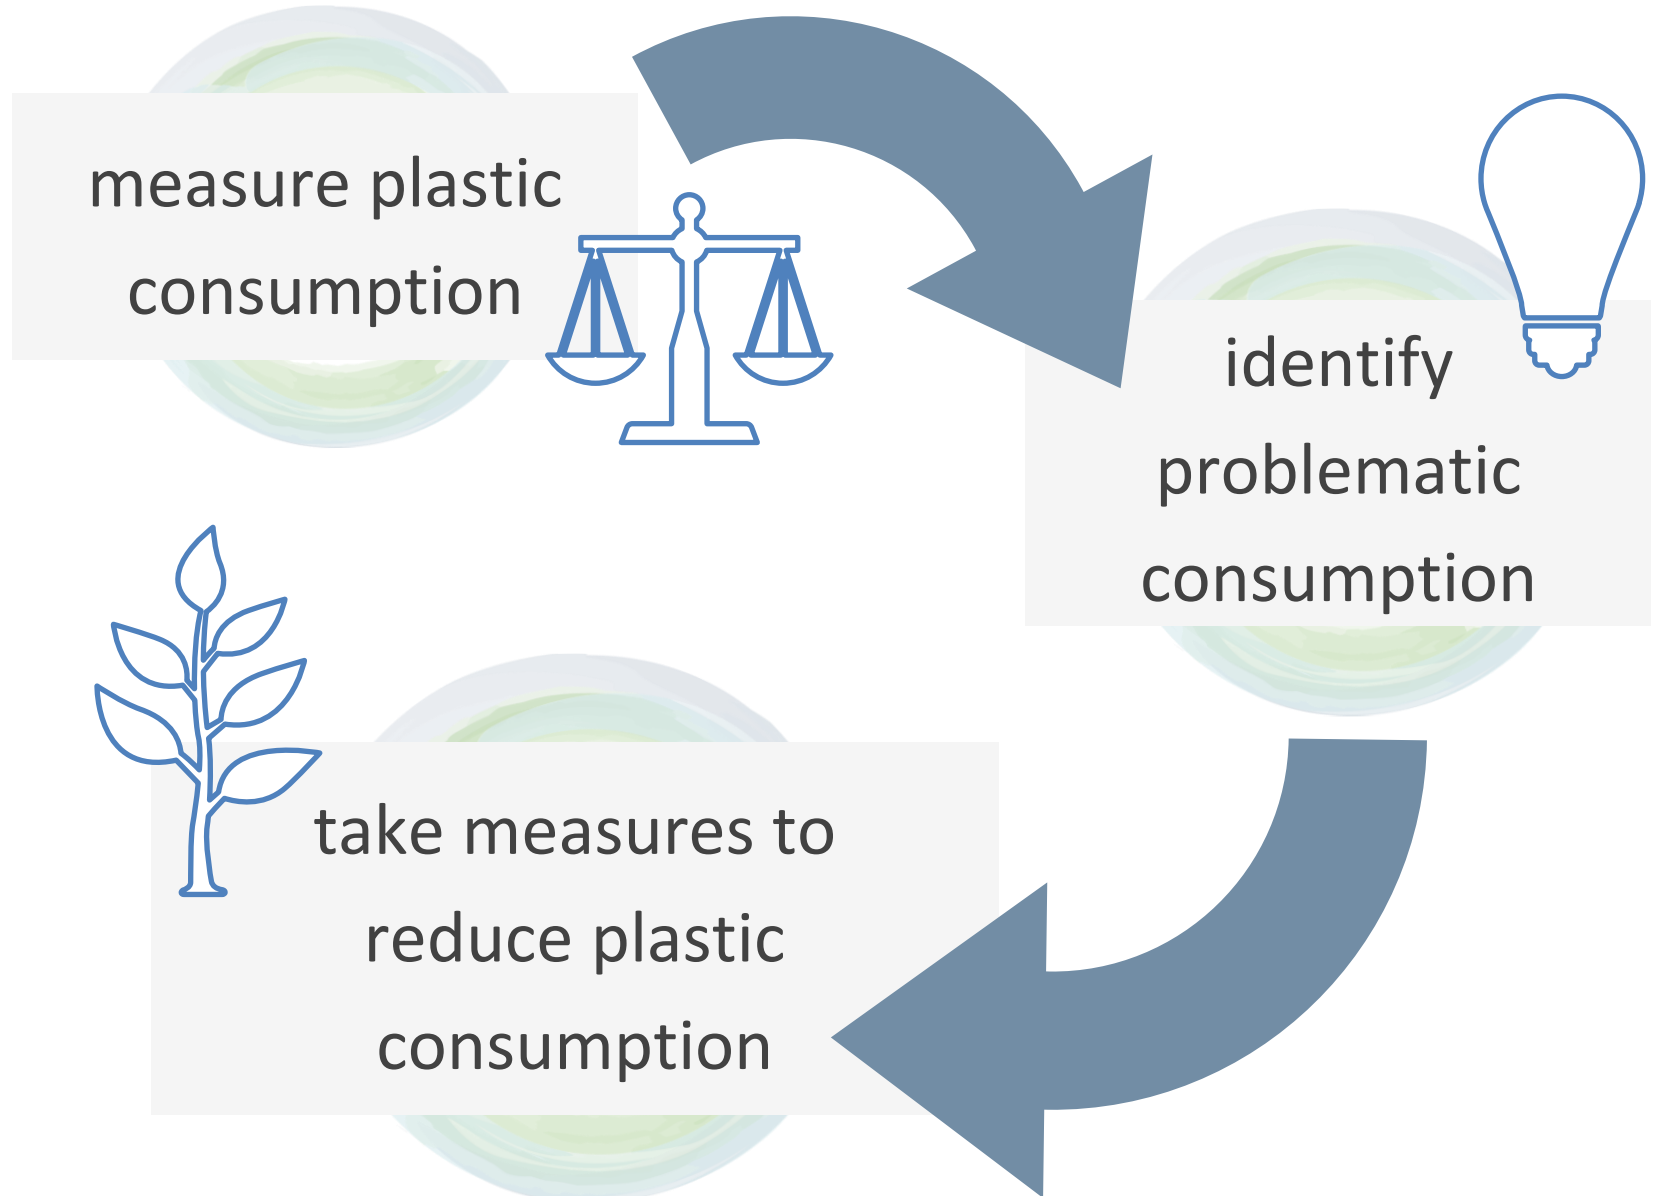 measure plastic
consumption
identify
problematic
consumption
take measures to
reduce plastic
consumption